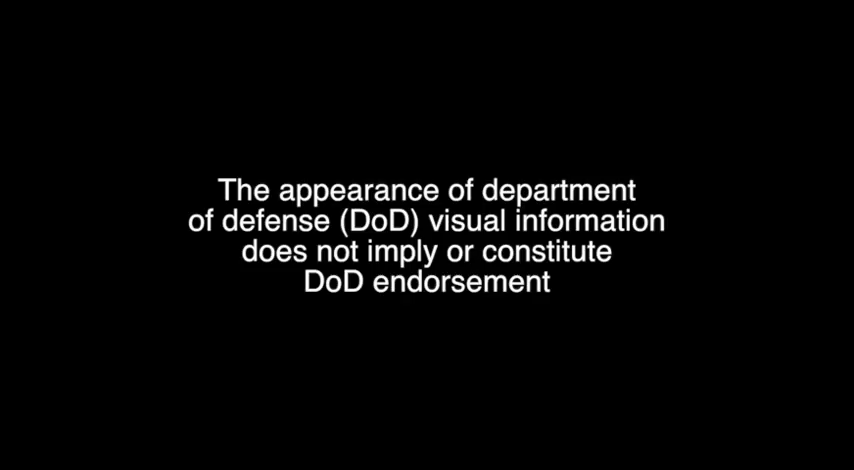 The appearance of department
of defense (DoD) visual information
does not imply or constitute
DoD endorsement